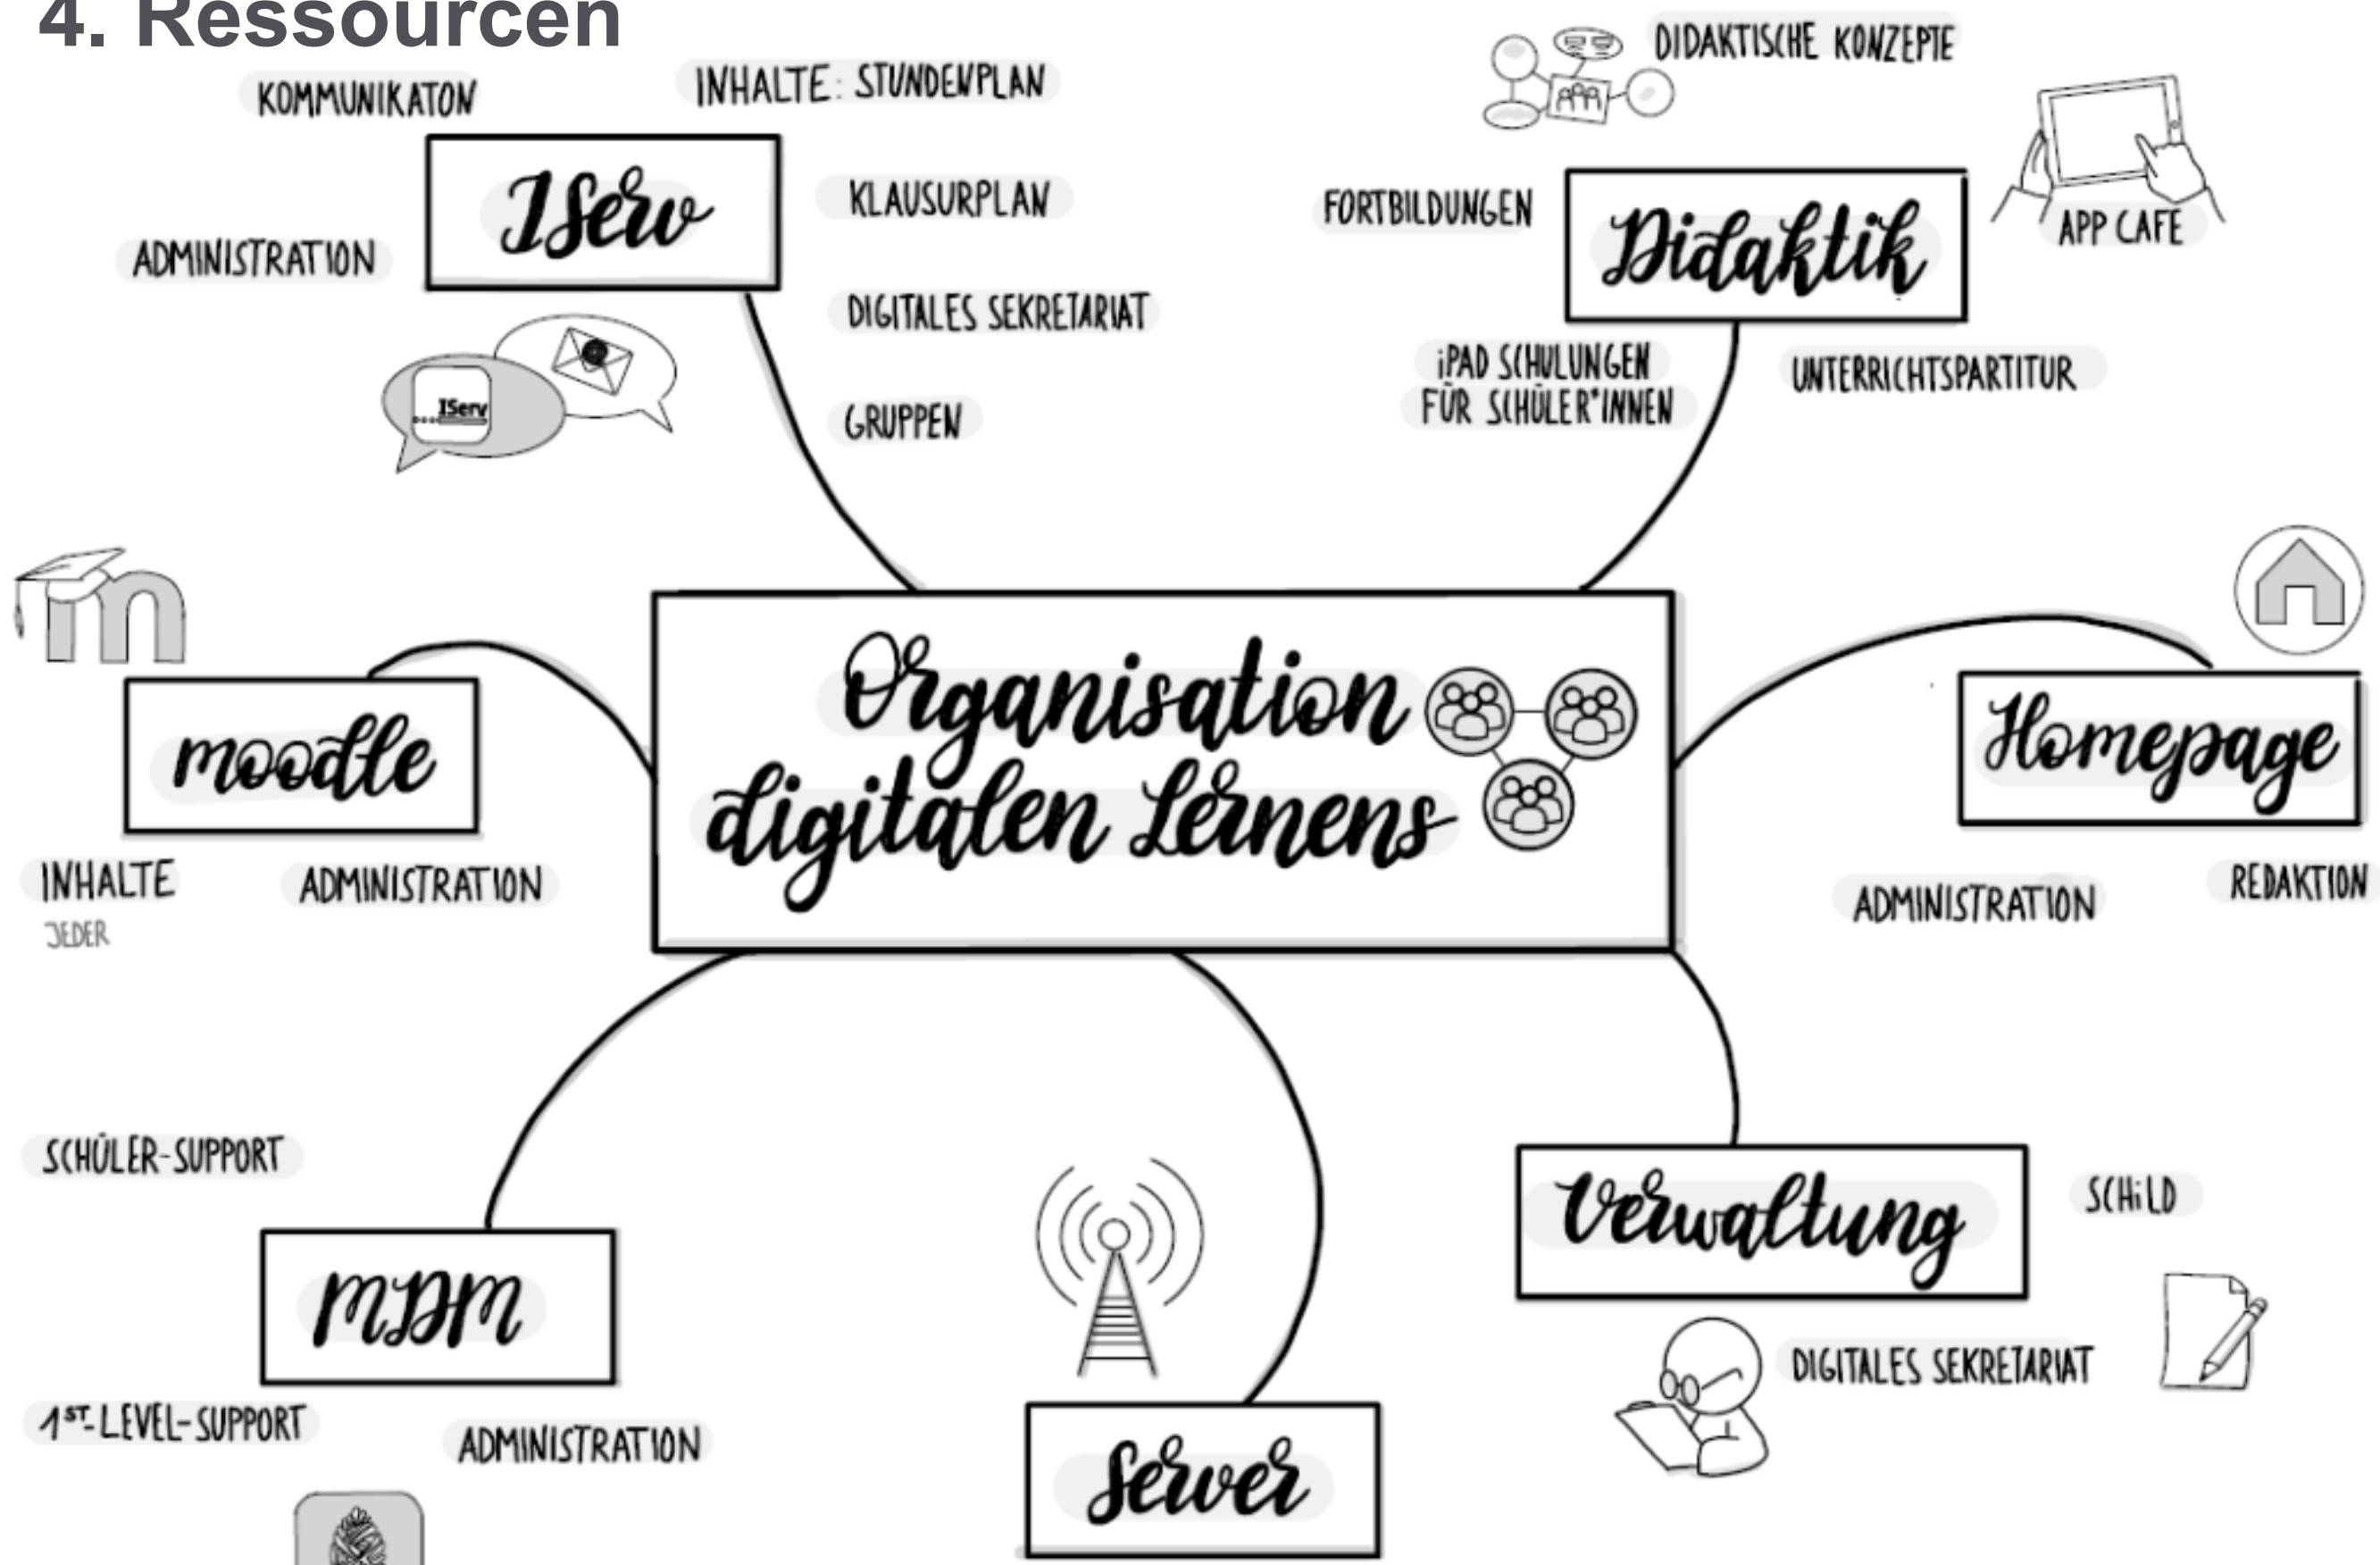 4. Ressourcen
KOMMUNIKATON
INHALTE: STUNDENPLAN
IServ
KLAUSURPLAN
ADMINISTRATION
DIGITALES SEKRETARIAT
GRUPPEN
IServ
DIDAKTISCHE KONZEPTE
FORTBILDUNGEN
Didaktik
APP CAFE
iPAD SCHULUNGEN
FÜR SCHÜLER*INNEN
UNTERRICHTSPARTITUR
m
moodle
INHALTE
JEDER
ADMINISTRATION
Organisation
digitalen Lernens
Homepage
ADMINISTRATION
REDAKTION
SCHÜLER-SUPPORT
MDM
1ST-LEVEL-SUPPORT
ADMINISTRATION
Server
Verwaltung
SCHiLD
DIGITALES SEKRETARIAT